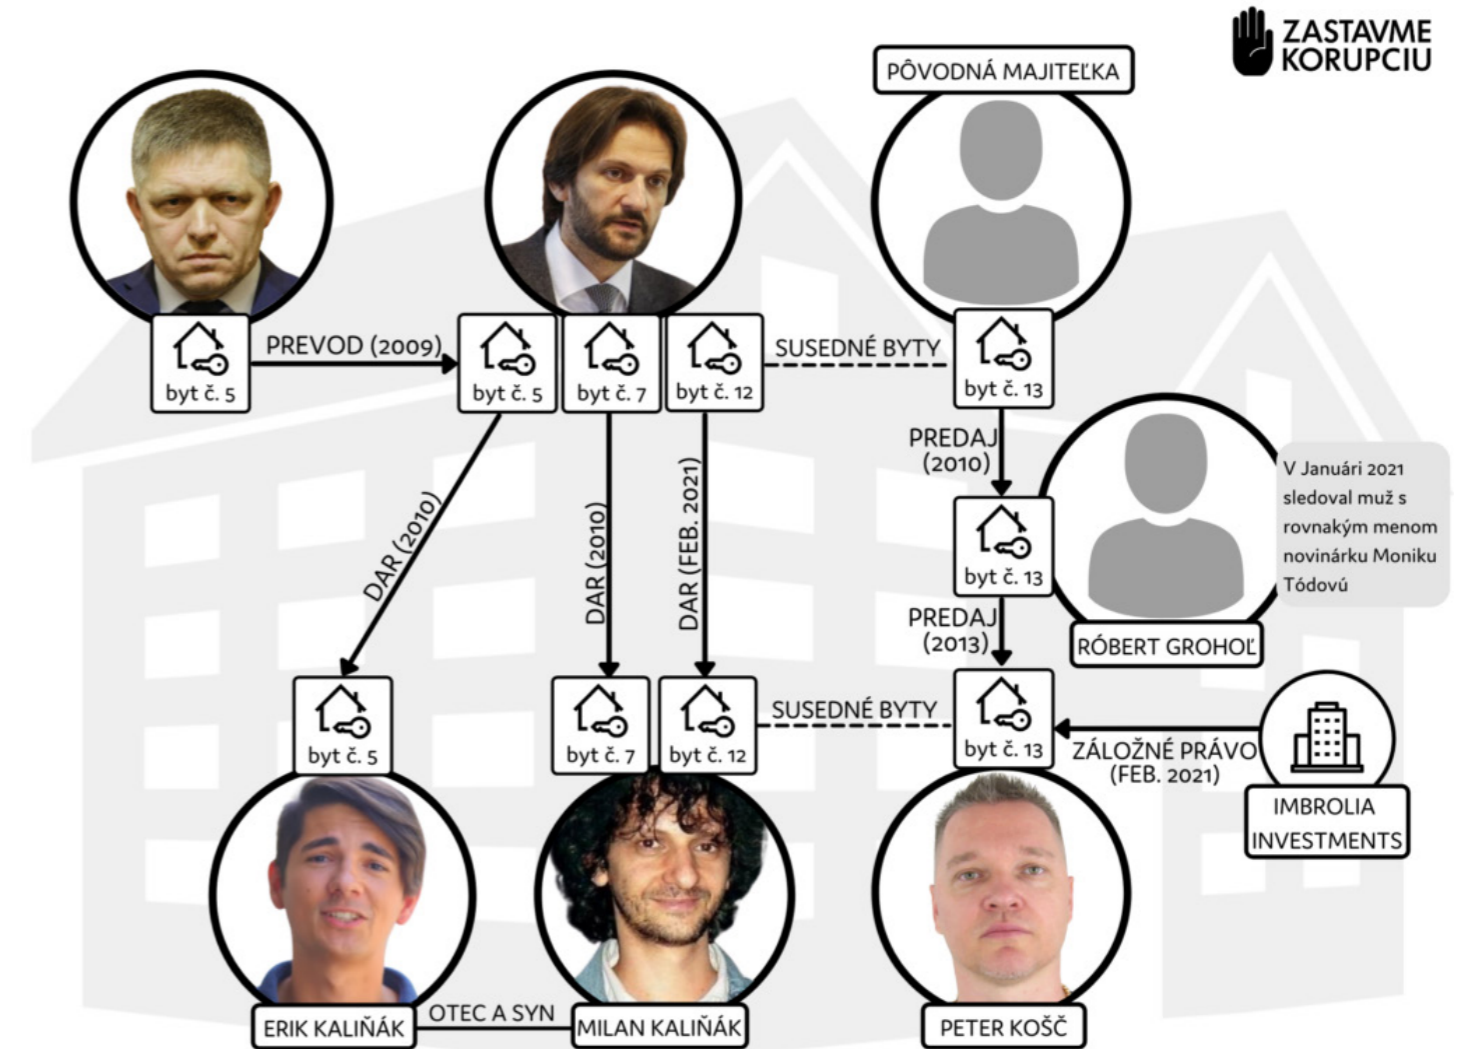 ZASTAVME
KORUPCIU
PÔVODNÁ MAJITEĽKA
byt č. 5
PREVOD (2009)
byt č. 5
byt č. 7
byt č. 12
SUSEDNÉ BYTY
byt č. 13
DAR (2010)
DAR (2010)
DAR (FEB. 2021)
PREDAJ
(2010)
byt č. 13
V Januári 2021
sledoval muž s
rovnakým menom
novinárku Moniku
Tódovú
RÓBERT GROHOĽ
PREDAJ
(2013)
byt č. 5
byt č. 7
byt č. 12
SUSEDNÉ BYTY
byt č. 13
ZÁLOŽNÉ PRÁVO
(FEB. 2021)
IMBROLIA
INVESTMENTS
ERIK KALIŇÁK
OTEC A SYN
MILAN KALIŇÁK
PETER KOŠČ